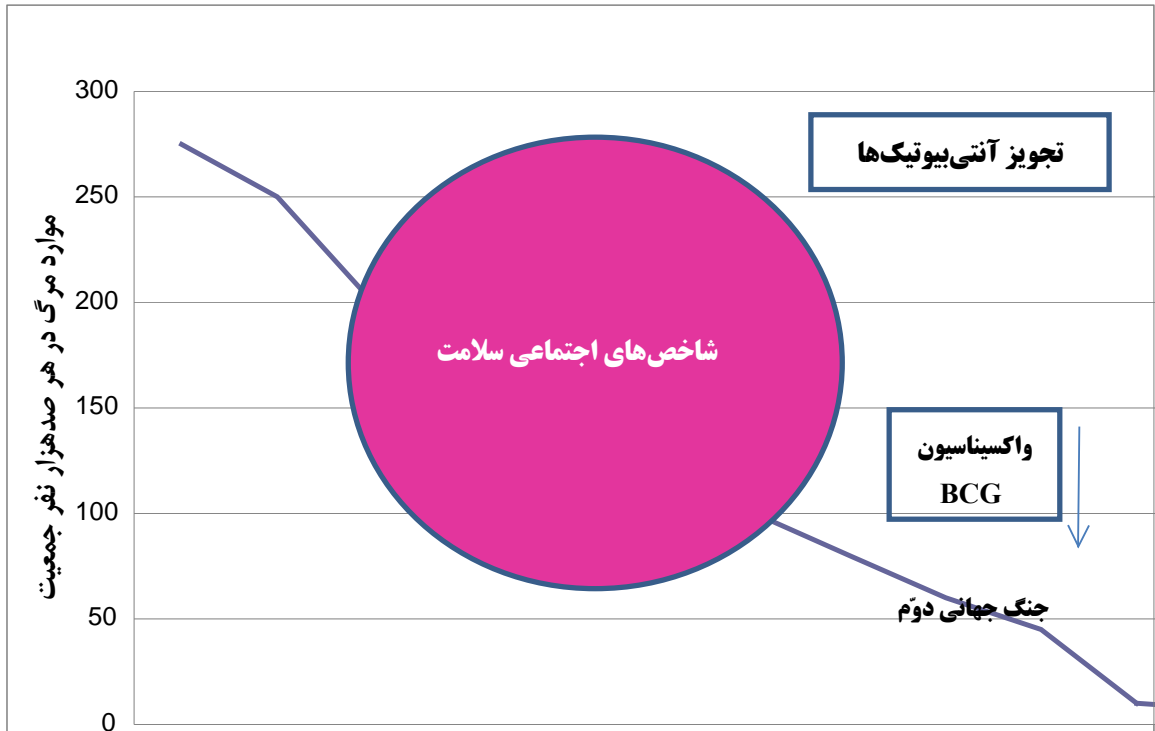 300
250
200
150
100
50
0
موارد مرگ در هر صدهزار نفر جمعیت
تجویز آنتی‌بیوتیک‌ها
شاخص‌های اجتماعی سلامت
واکسیناسیون
BCG
جنگ جهانی دوّم